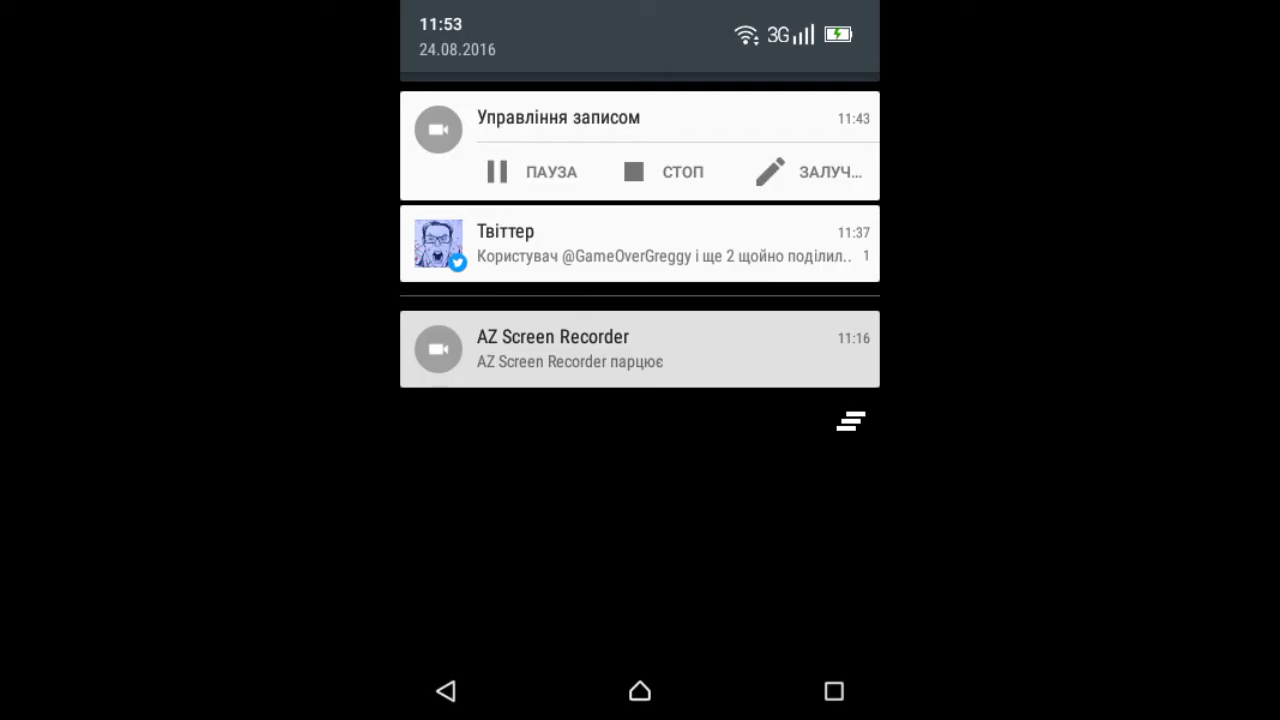 11:53
24.08.2016
3G
Управління записом 11:43
ПАУЗА СТОП ЗАЛУЧ...
Твіттер 11:37
Користувач @GameOverGreggy і ще 2 щойно поділил.. 1
AZ Screen Recorder 11:16
AZ Screen Recorder парцює